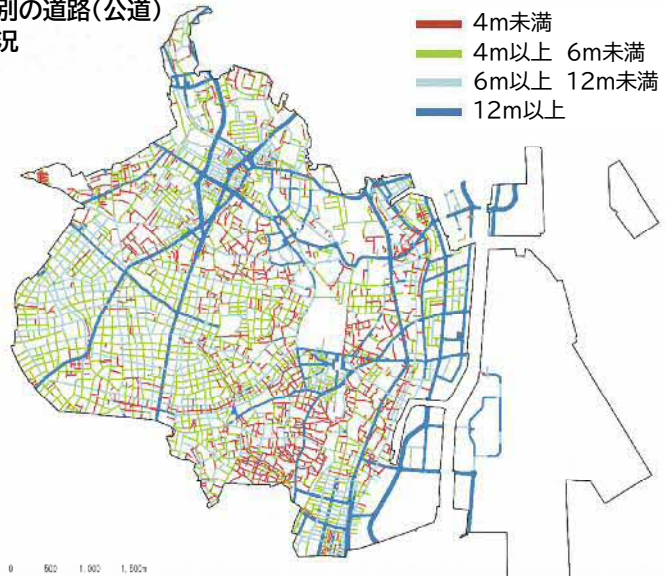 別の道路（公道）
況
4m未満
4m以上 6m未満
6m以上 12m未満
12m以上
0 500 1,000 1,500m